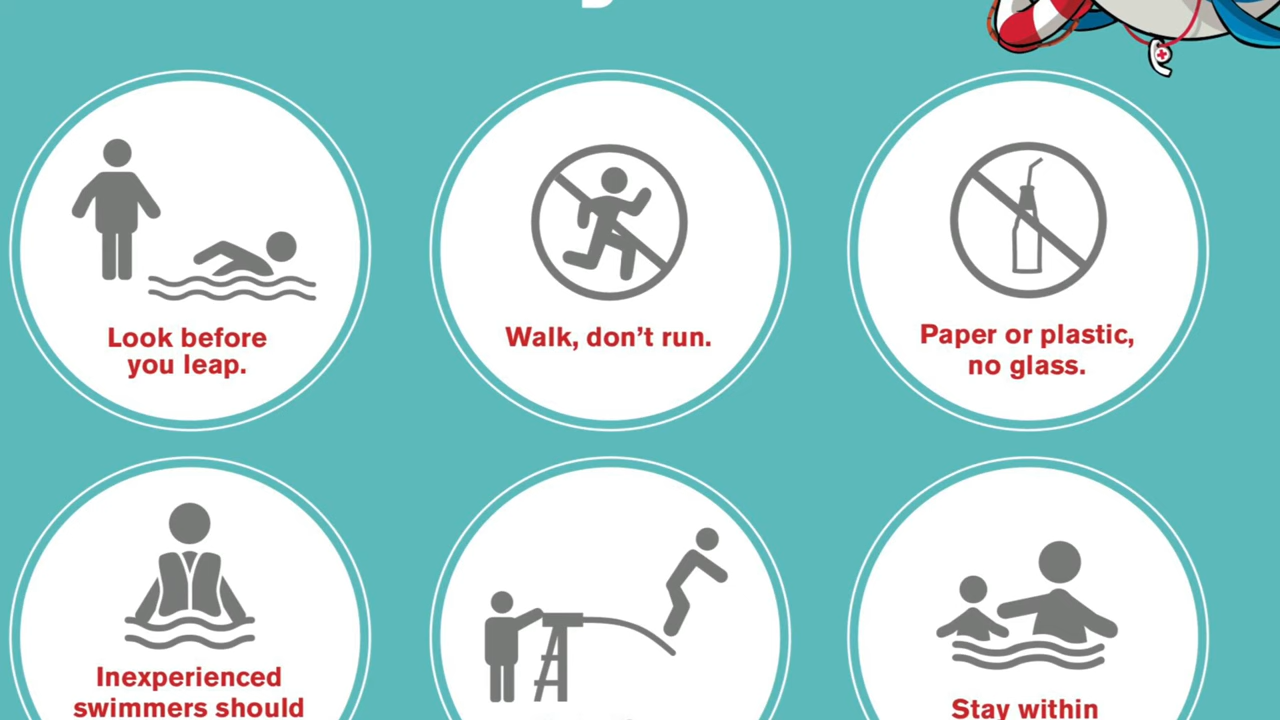 Look before
you leap.
Walk, don’t run.
Paper or plastic,
no glass.
Inexperienced
swimmers should
Stay within